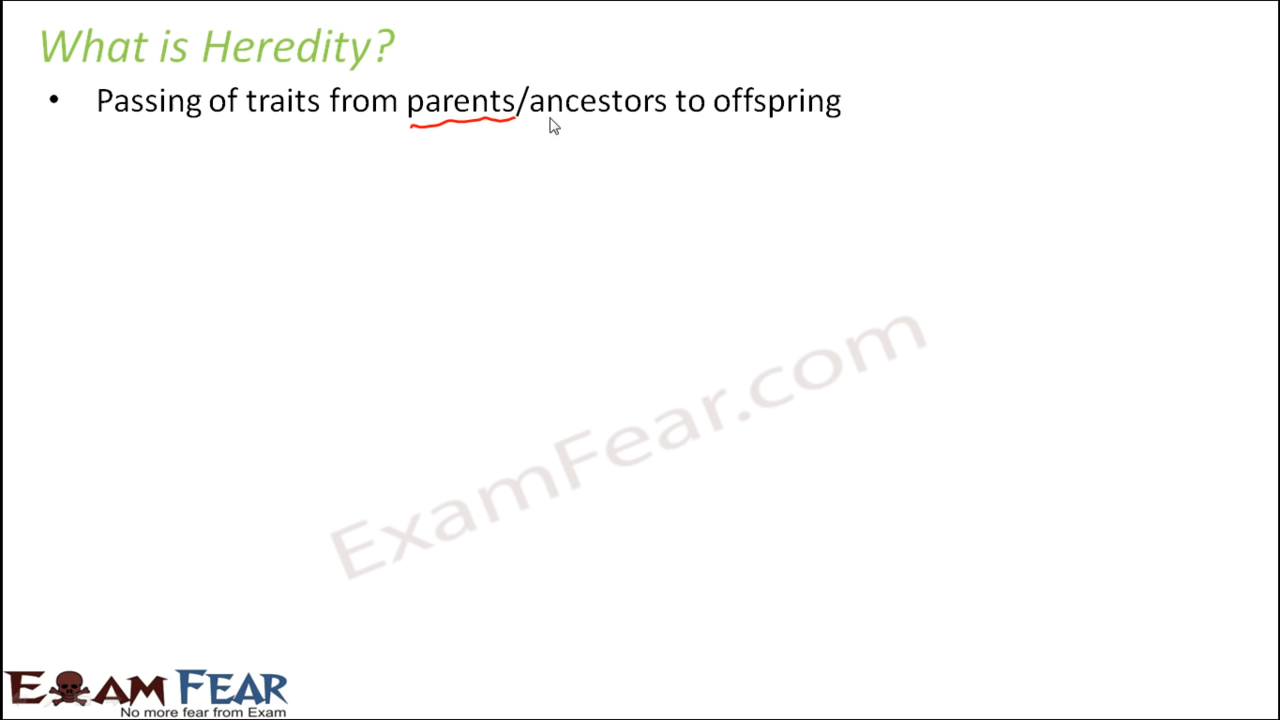 What is Heredity?
• Passing of traits from parents/ancestors to offspring
ExamFear.com
EXAM FEAR
No more fear from Exam